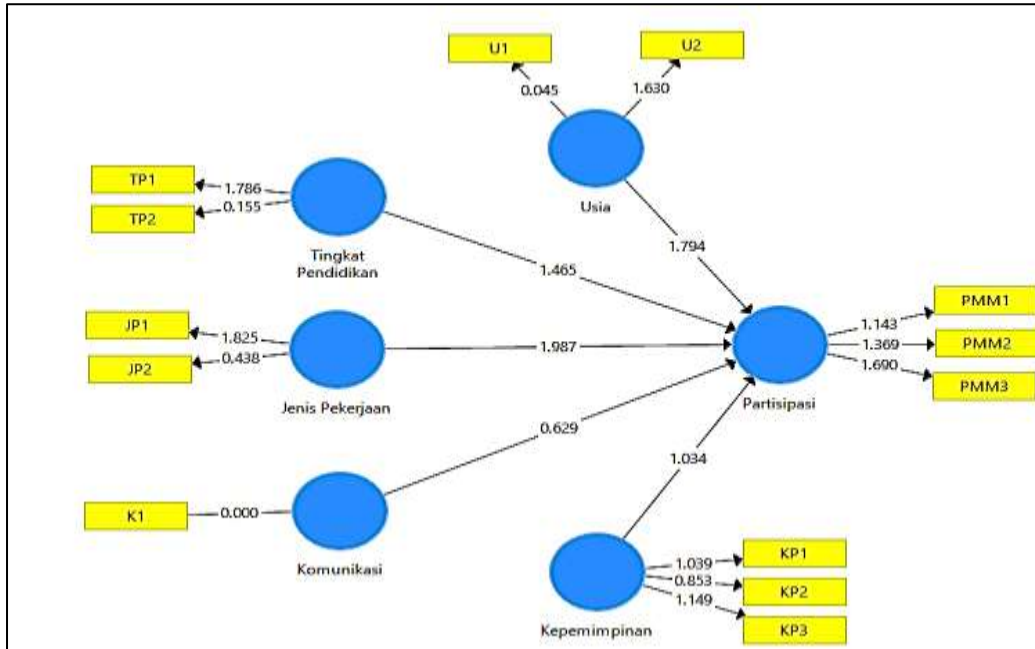 U1
U2
0.045
1.630
Usia
1.794
TP1
TP2
1.786
0.155
Tingkat
Pendidikan
1.465
JP1
JP2
1.825
0.438
Jenis Pekerjaan
1.987
K1
0.000
Komunikasi
0.629
Partisipasi
1.143
1.369
1.690
PMM1
PMM2
PMM3
1.034
Kepemimpinan
1.039
0.853
1.149
KP1
KP2
KP3